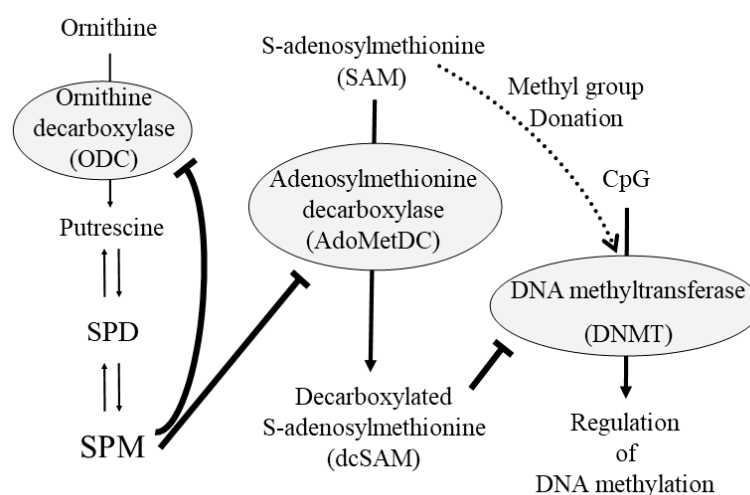 Ornithine
Ornithine
decarboxylase
(ODC)
Putrescine
SPD
SPM
S-adenosylmethionine
(SAM)
Adenosylmethionine
decarboxylase
(AdoMetDC)
Decarboxylated
S-adenosylmethionine
(dcSAM)
Methyl group
Donation
CpG
DNA methyltransferase
(DNMT)
Regulation
of
DNA methylation